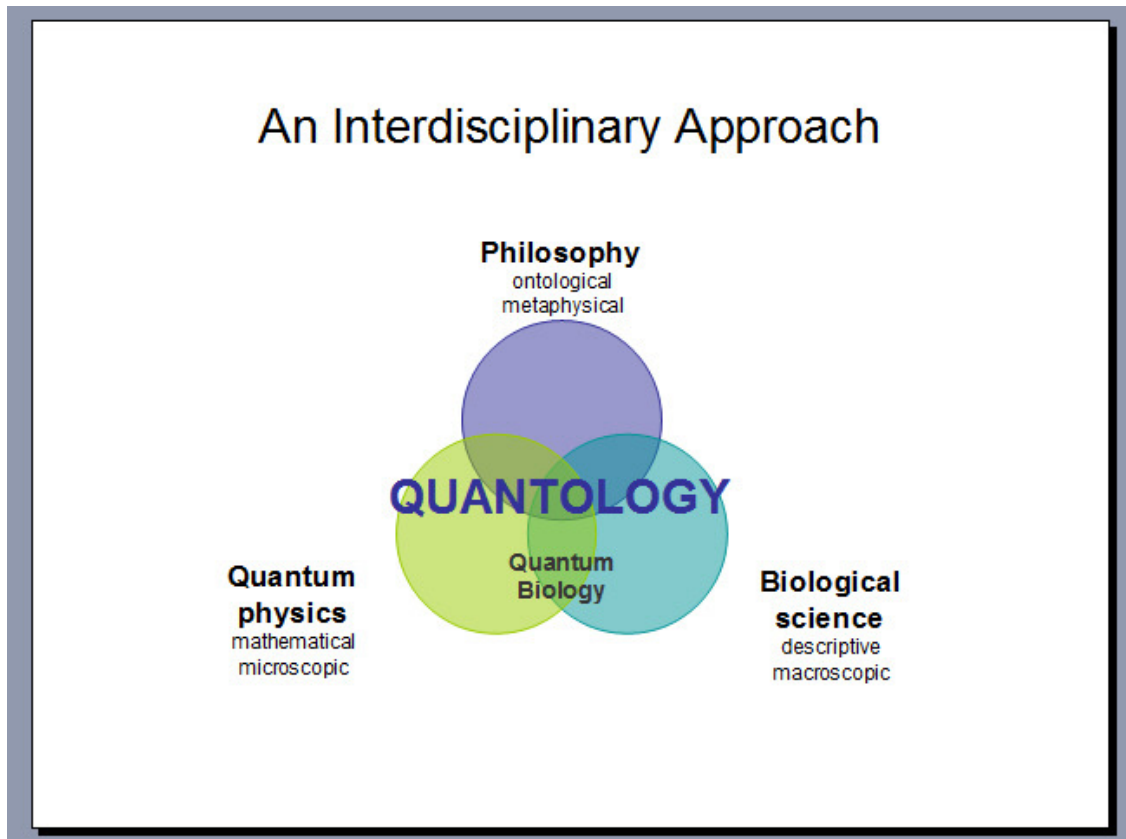 An Interdisciplinary Approach
Philosophy
ontological
metaphysical
QUANTOLOGY
Quantum
Biology
Quantum
physics
mathematical
microscopic
Biological
science
descriptive
macroscopic